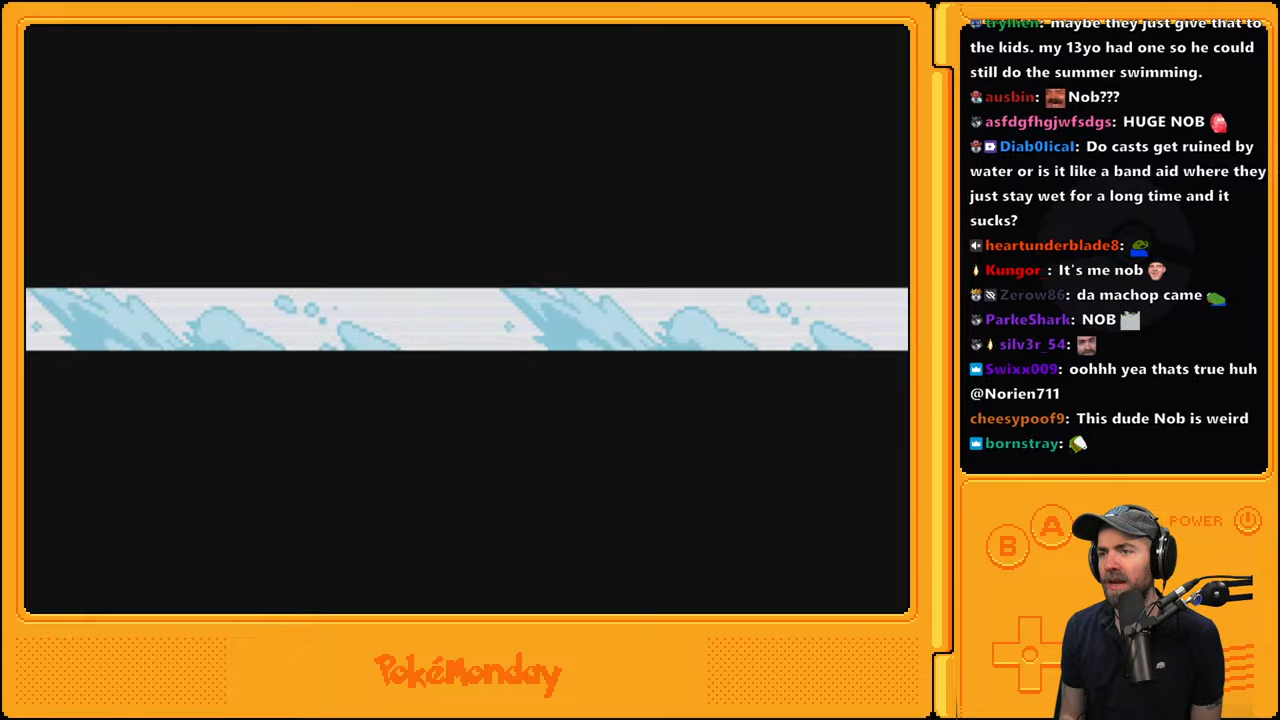 trylnen: maybe they just give that to
the kids. my 13yo had one so he could
still do the summer swimming.
ausbin: Nob???
asfdgfhgjwfsdgs: HUGE NOB
Diab0lical: Do casts get ruined by
water or is it like a band aid where they
just stay wet for a long time and it
sucks?
heartunderblade8:
Kungor_: It's me nob
Zerow86: da machop came
ParkeShark: NOB
silv3r_54:
Swixx009: oohhh yea thats true huh
@Norien711
cheesypoof9: This dude Nob is weird
bornstray:
POWER
A
B
PokéMonday